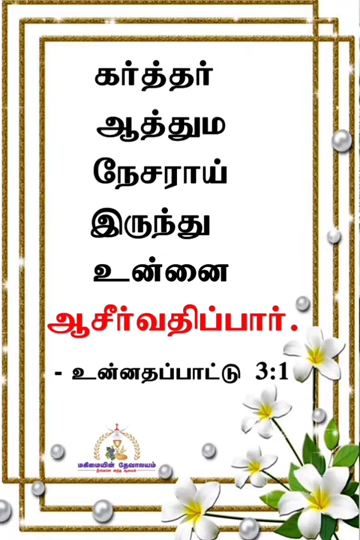 கர்த்தர்
ஆத்தும
நேசராய்
இருந்து
உன்னை
ஆசீர்வதிப்பார்.
- உன்னதப்பாட்டு 3:1
மகிமையின் தேவாலயம்